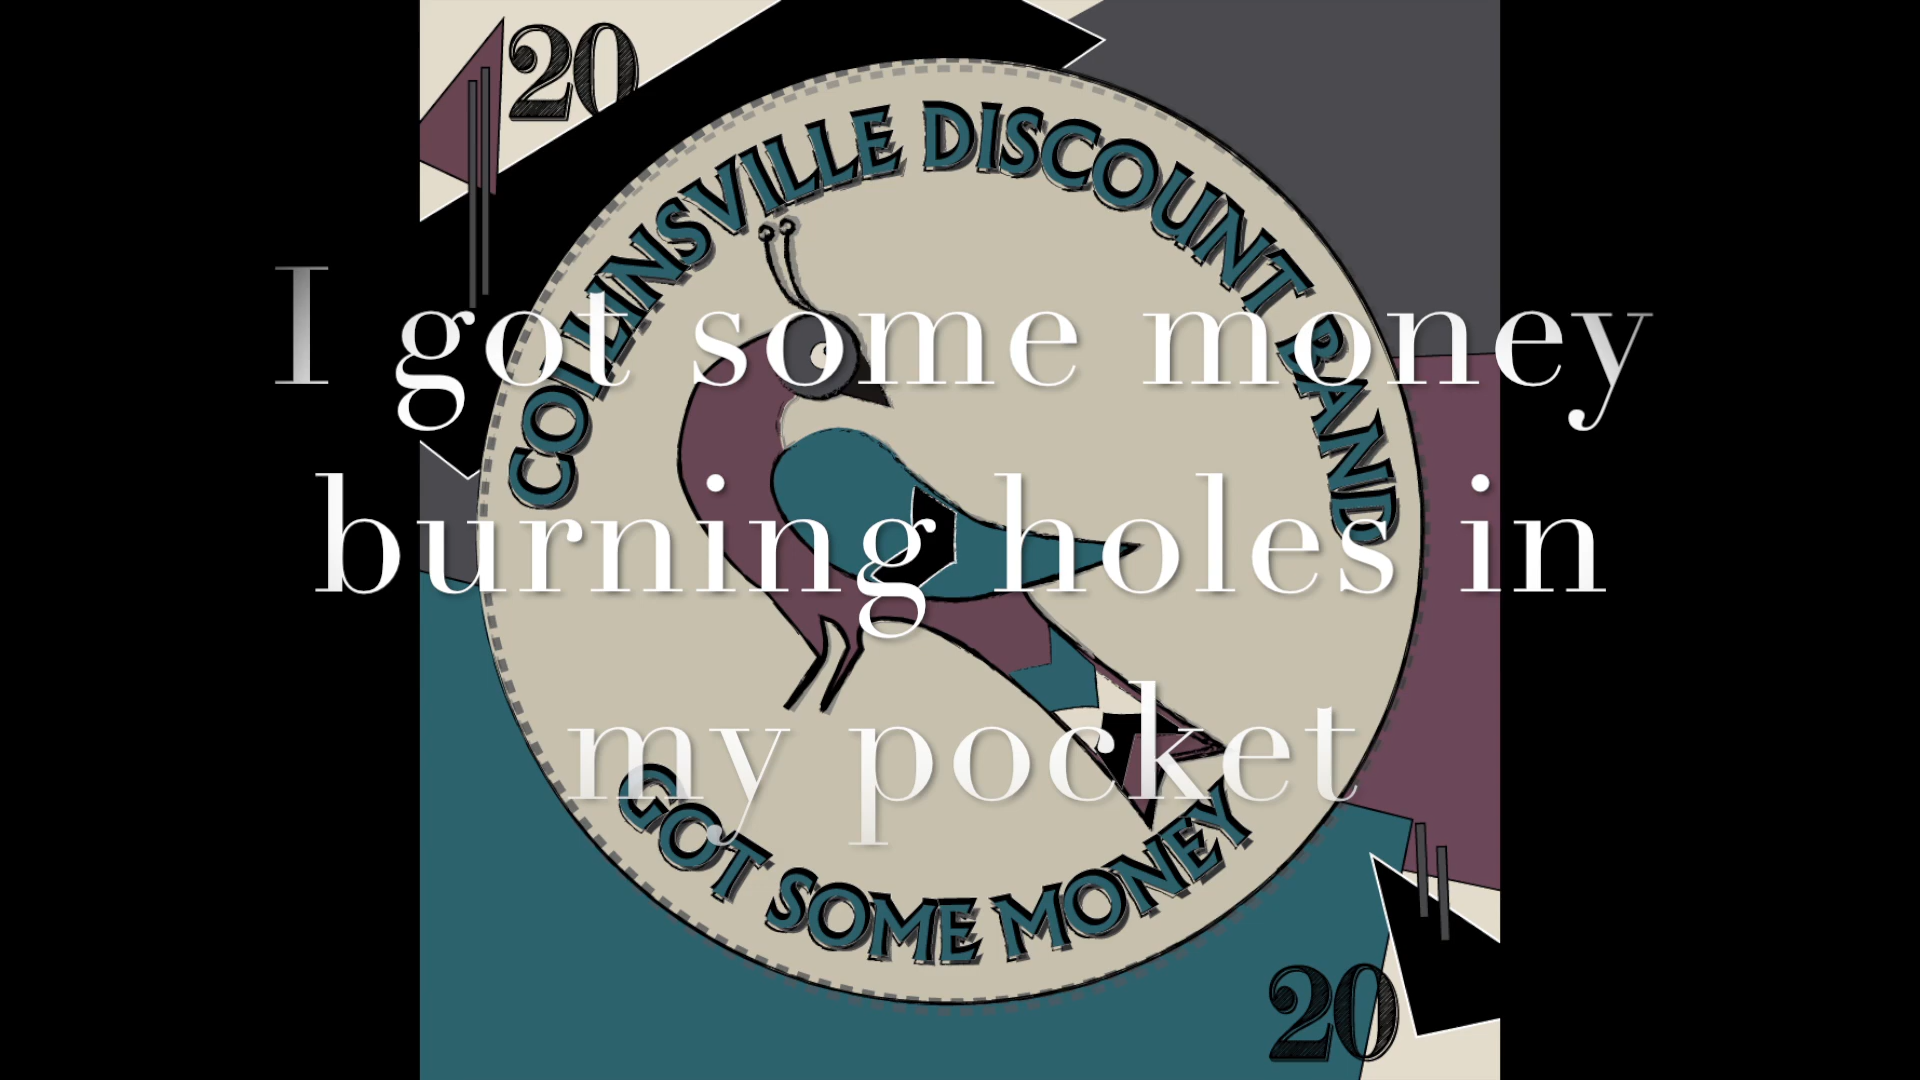 20
COLLINSVILLE DISCOUNT BAND
I got some money
burning holes in
my pocket
GOT SOME MONEY
20